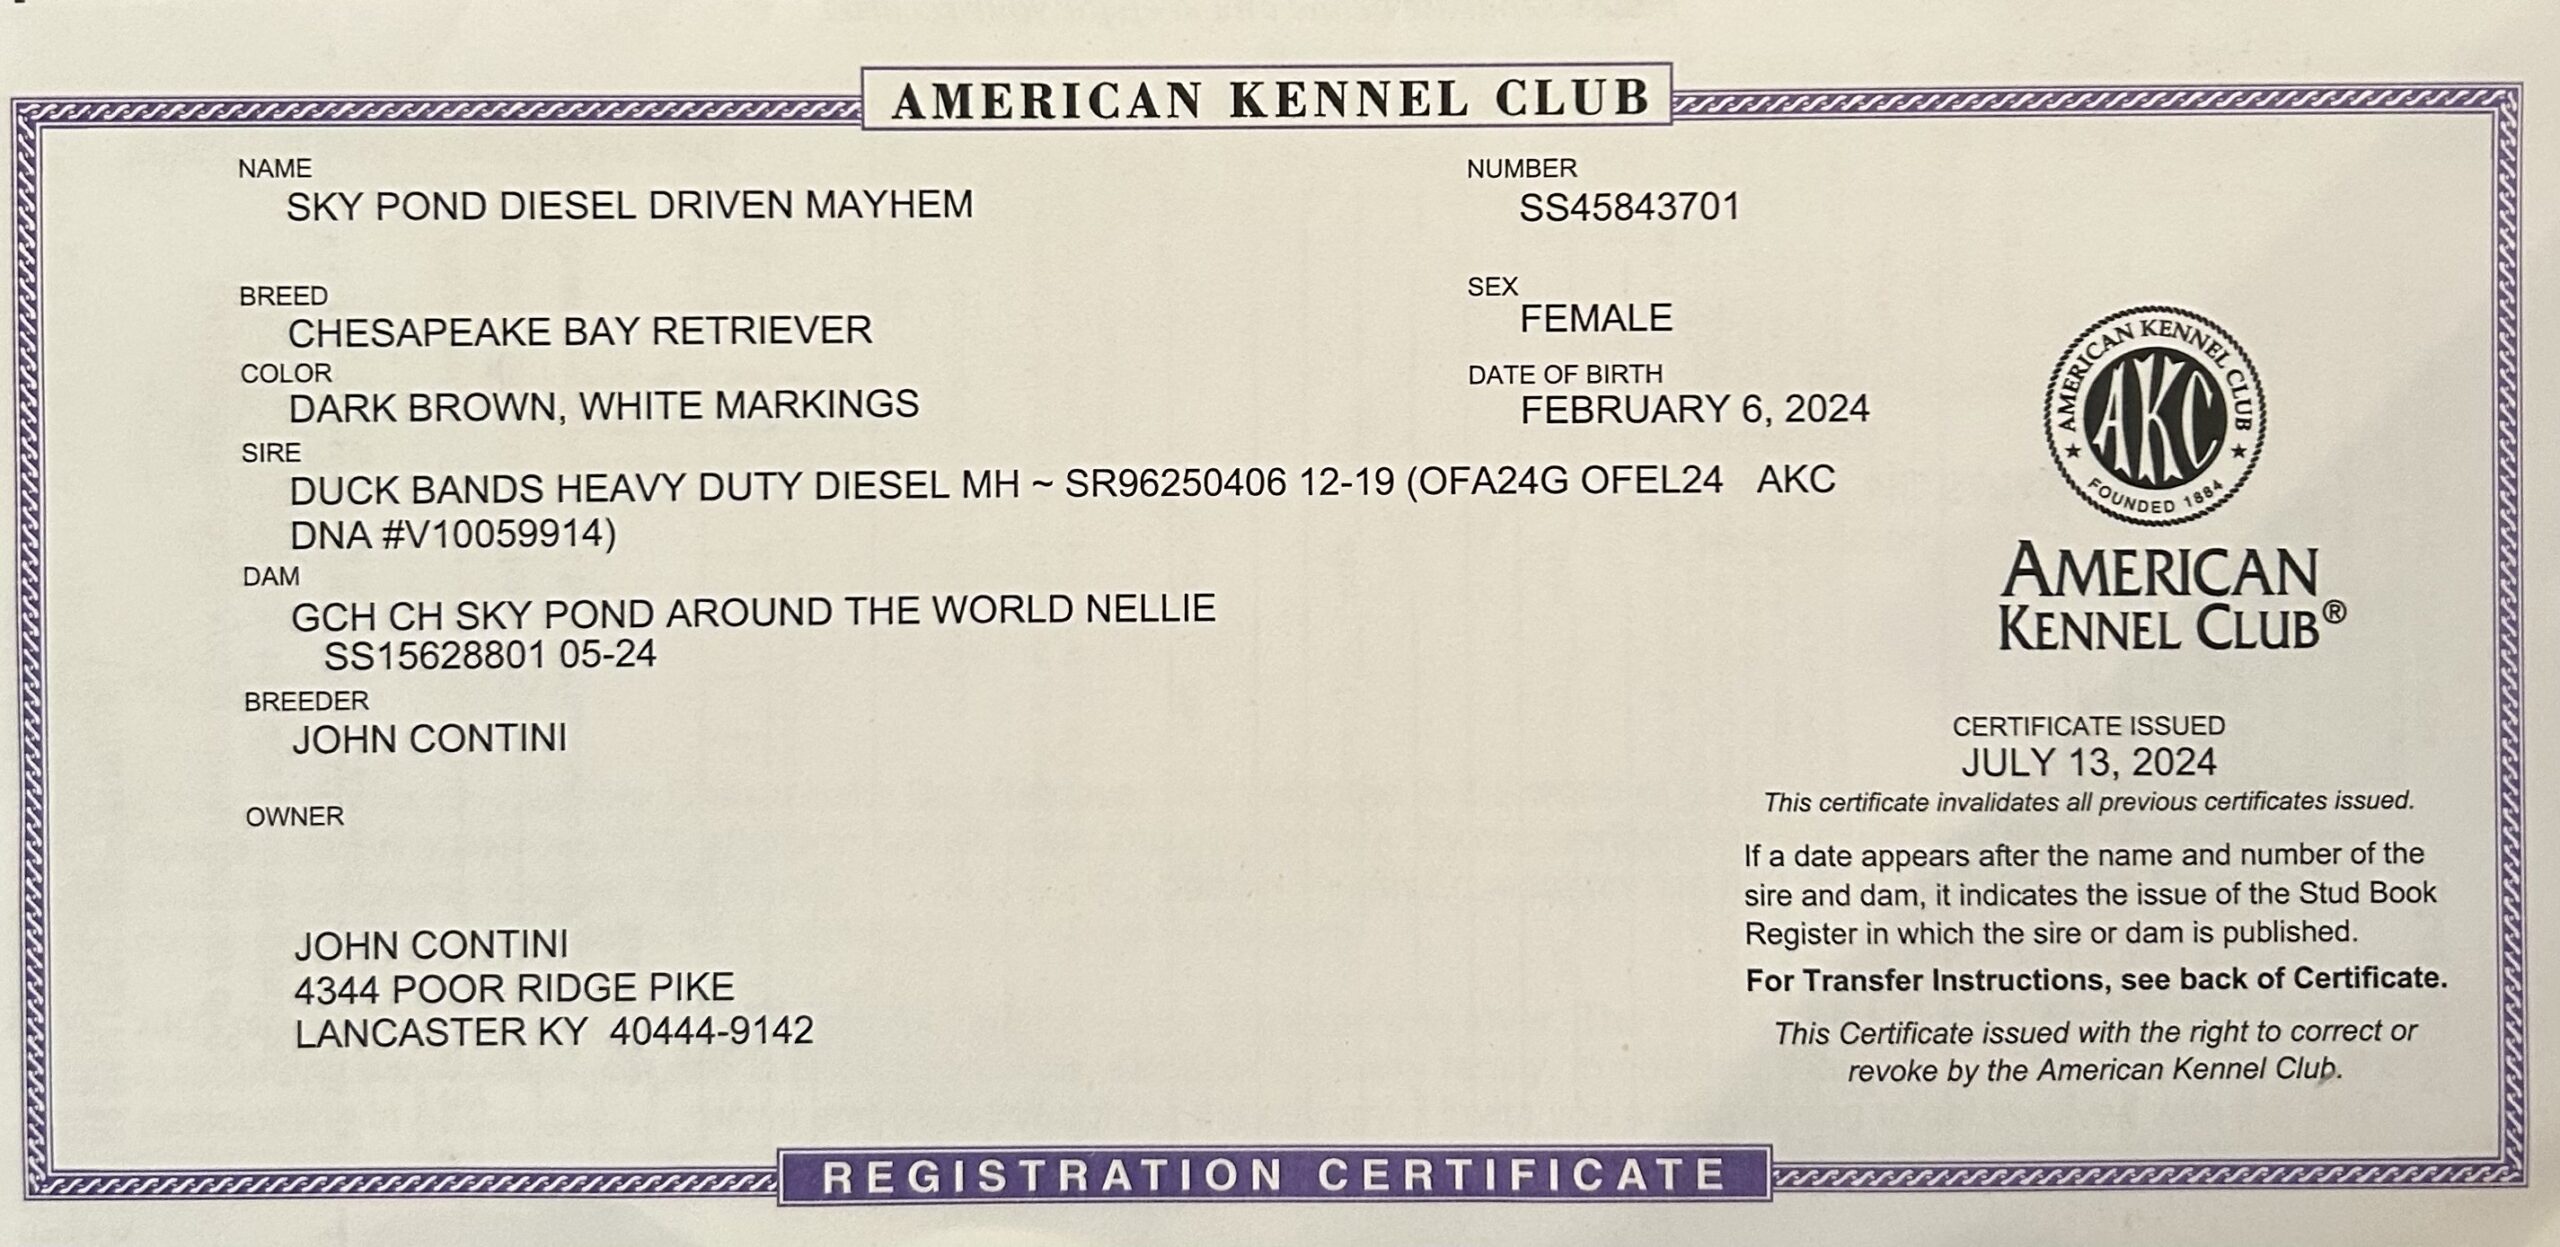 AMERICAN KENNEL CLUB
NAME
SKY POND DIESEL DRIVEN MAYHEM
NUMBER
SS45843701
BREED
CHESAPEAKE BAY RETRIEVER
SEX
FEMALE
COLOR
DARK BROWN, WHITE MARKINGS
DATE OF BIRTH
FEBRUARY 6, 2024
SIRE
DUCK BANDS HEAVY DUTY DIESEL MH ~ SR96250406 12-19 (OFA24G OFEL24 AKC
DNA #V10059914)
DAM
GCH CH SKY POND AROUND THE WORLD NELLIE
SS15628801 05-24
BREEDER
JOHN CONTINI
OWNER
JOHN CONTINI
4344 POOR RIDGE PIKE
LANCASTER KY 40444-9142
AMERICAN KENNEL CLUB
AKC
FOUNDED 1884
AMERICAN
KENNEL CLUB®
CERTIFICATE ISSUED
JULY 13, 2024
This certificate invalidates all previous certificates issued.
If a date appears after the name and number of the
sire and dam, it indicates the issue of the Stud Book
Register in which the sire or dam is published.
For Transfer Instructions, see back of Certificate.
This Certificate issued with the right to correct or
revoke by the American Kennel Club.
REGISTRATION CERTIFICATE